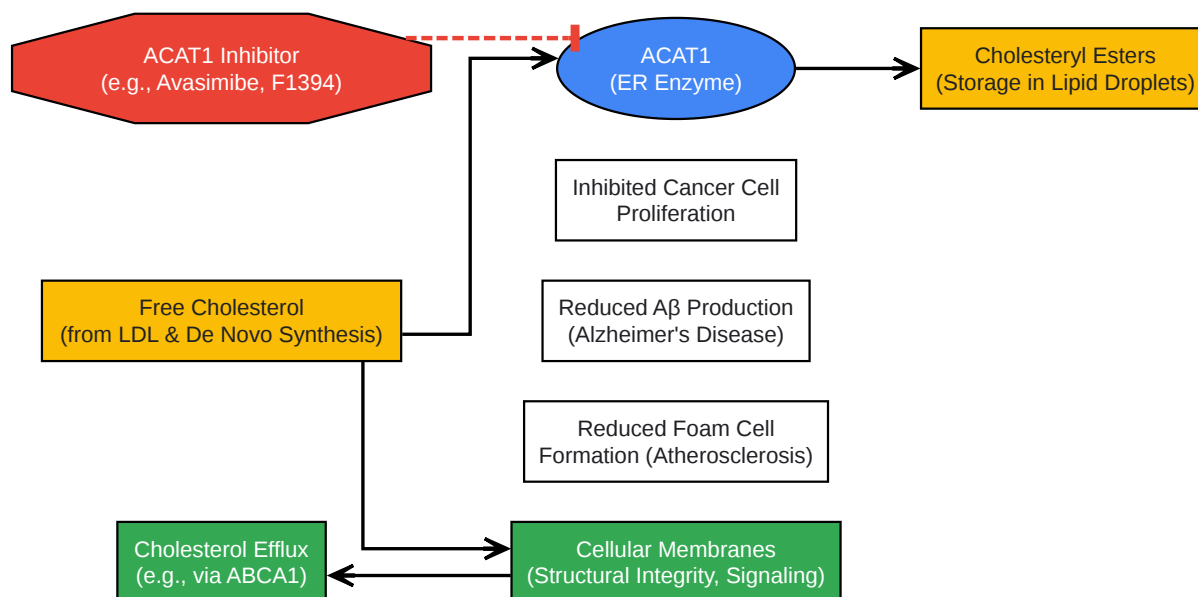 ACAT1 Inhibitor
(e.g., Avasimibe, F1394)
ACAT1
(ER Enzyme)
Cholesteryl Esters
(Storage in Lipid Droplets)
Inhibited Cancer Cell
Proliferation
Free Cholesterol
(from LDL & De Novo Synthesis)
Reduced Aβ Production
(Alzheimer's Disease)
Reduced Foam Cell
Formation (Atherosclerosis)
Cholesterol Efflux
(e.g., via ABCA1)
Cellular Membranes
(Structural Integrity, Signaling)